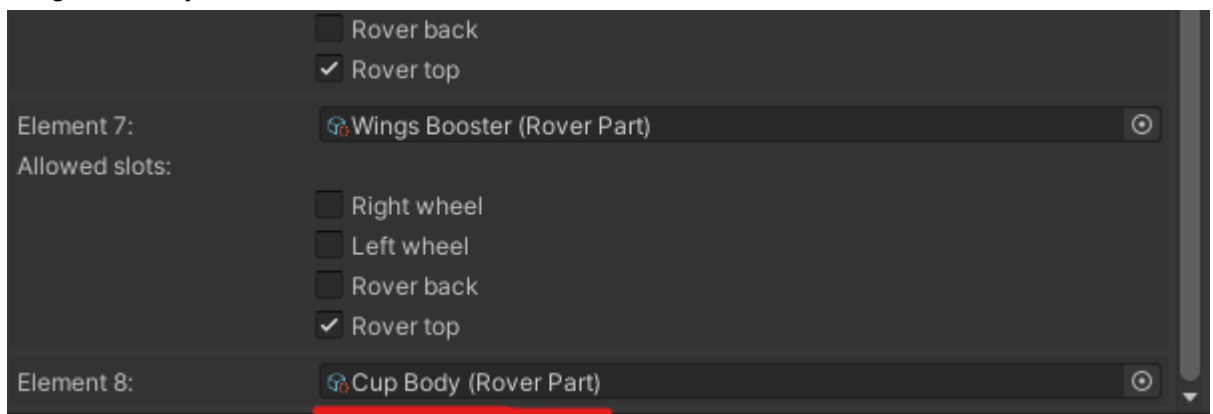 Rover back
Rover top
Element 7: Wings Booster (Rover Part)
Allowed slots:
Right wheel
Left wheel
Rover back
Rover top
Element 8: Cup Body (Rover Part)